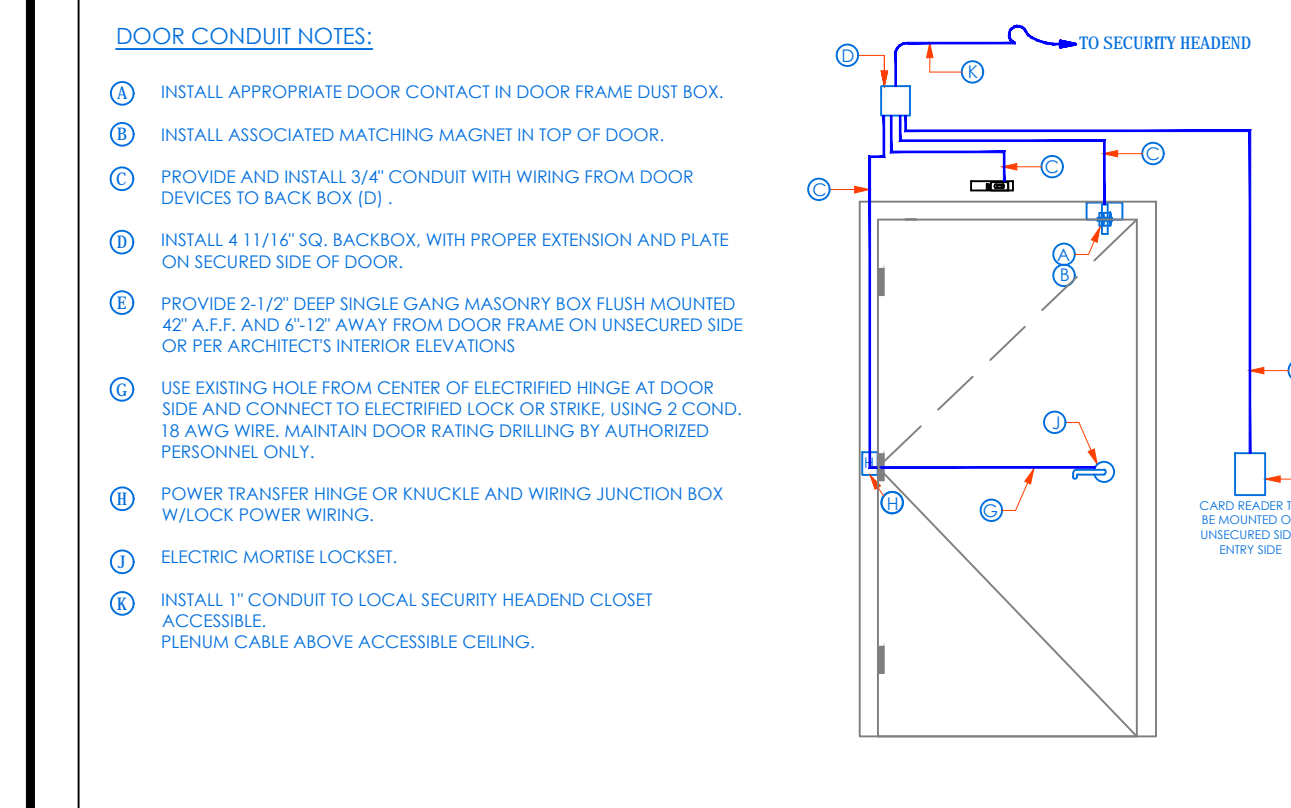 DOOR CONDUIT NOTES:
A INSTALL APPROPRIATE DOOR CONTACT IN DOOR FRAME DUST BOX.
B INSTALL ASSOCIATED MATCHING MAGNET IN TOP OF DOOR.
C PROVIDE AND INSTALL 3/4" CONDUIT WITH WIRING FROM DOOR
DEVICES TO BACK BOX (D) .
D INSTALL 4 11/16" SQ. BACKBOX, WITH PROPER EXTENSION AND PLATE
ON SECURED SIDE OF DOOR.
E PROVIDE 2-1/2" DEEP SINGLE GANG MASONRY BOX FLUSH MOUNTED
42" A.F.F. AND 6"-12" AWAY FROM DOOR FRAME ON UNSECURED SIDE
OR PER ARCHITECT'S INTERIOR ELEVATIONS
G USE EXISTING HOLE FROM CENTER OF ELECTRIFIED HINGE AT DOOR
SIDE AND CONNECT TO ELECTRIFIED LOCK OR STRIKE, USING 2 COND.
18 AWG WIRE. MAINTAIN DOOR RATING DRILLING BY AUTHORIZED
PERSONNEL ONLY.
H POWER TRANSFER HINGE OR KNUCKLE AND WIRING JUNCTION BOX
W/LOCK POWER WIRING.
J ELECTRIC MORTISE LOCKSET.
K INSTALL 1" CONDUIT TO LOCAL SECURITY HEADEND CLOSET
ACCESSIBLE.
PLENUM CABLE ABOVE ACCESSIBLE CEILING.
TO SECURITY HEADEND
D
K
C
C
C
A
B
J
H
H
G
CARD READER T
BE MOUNTED O
UNSECURED SID
ENTRY SIDE